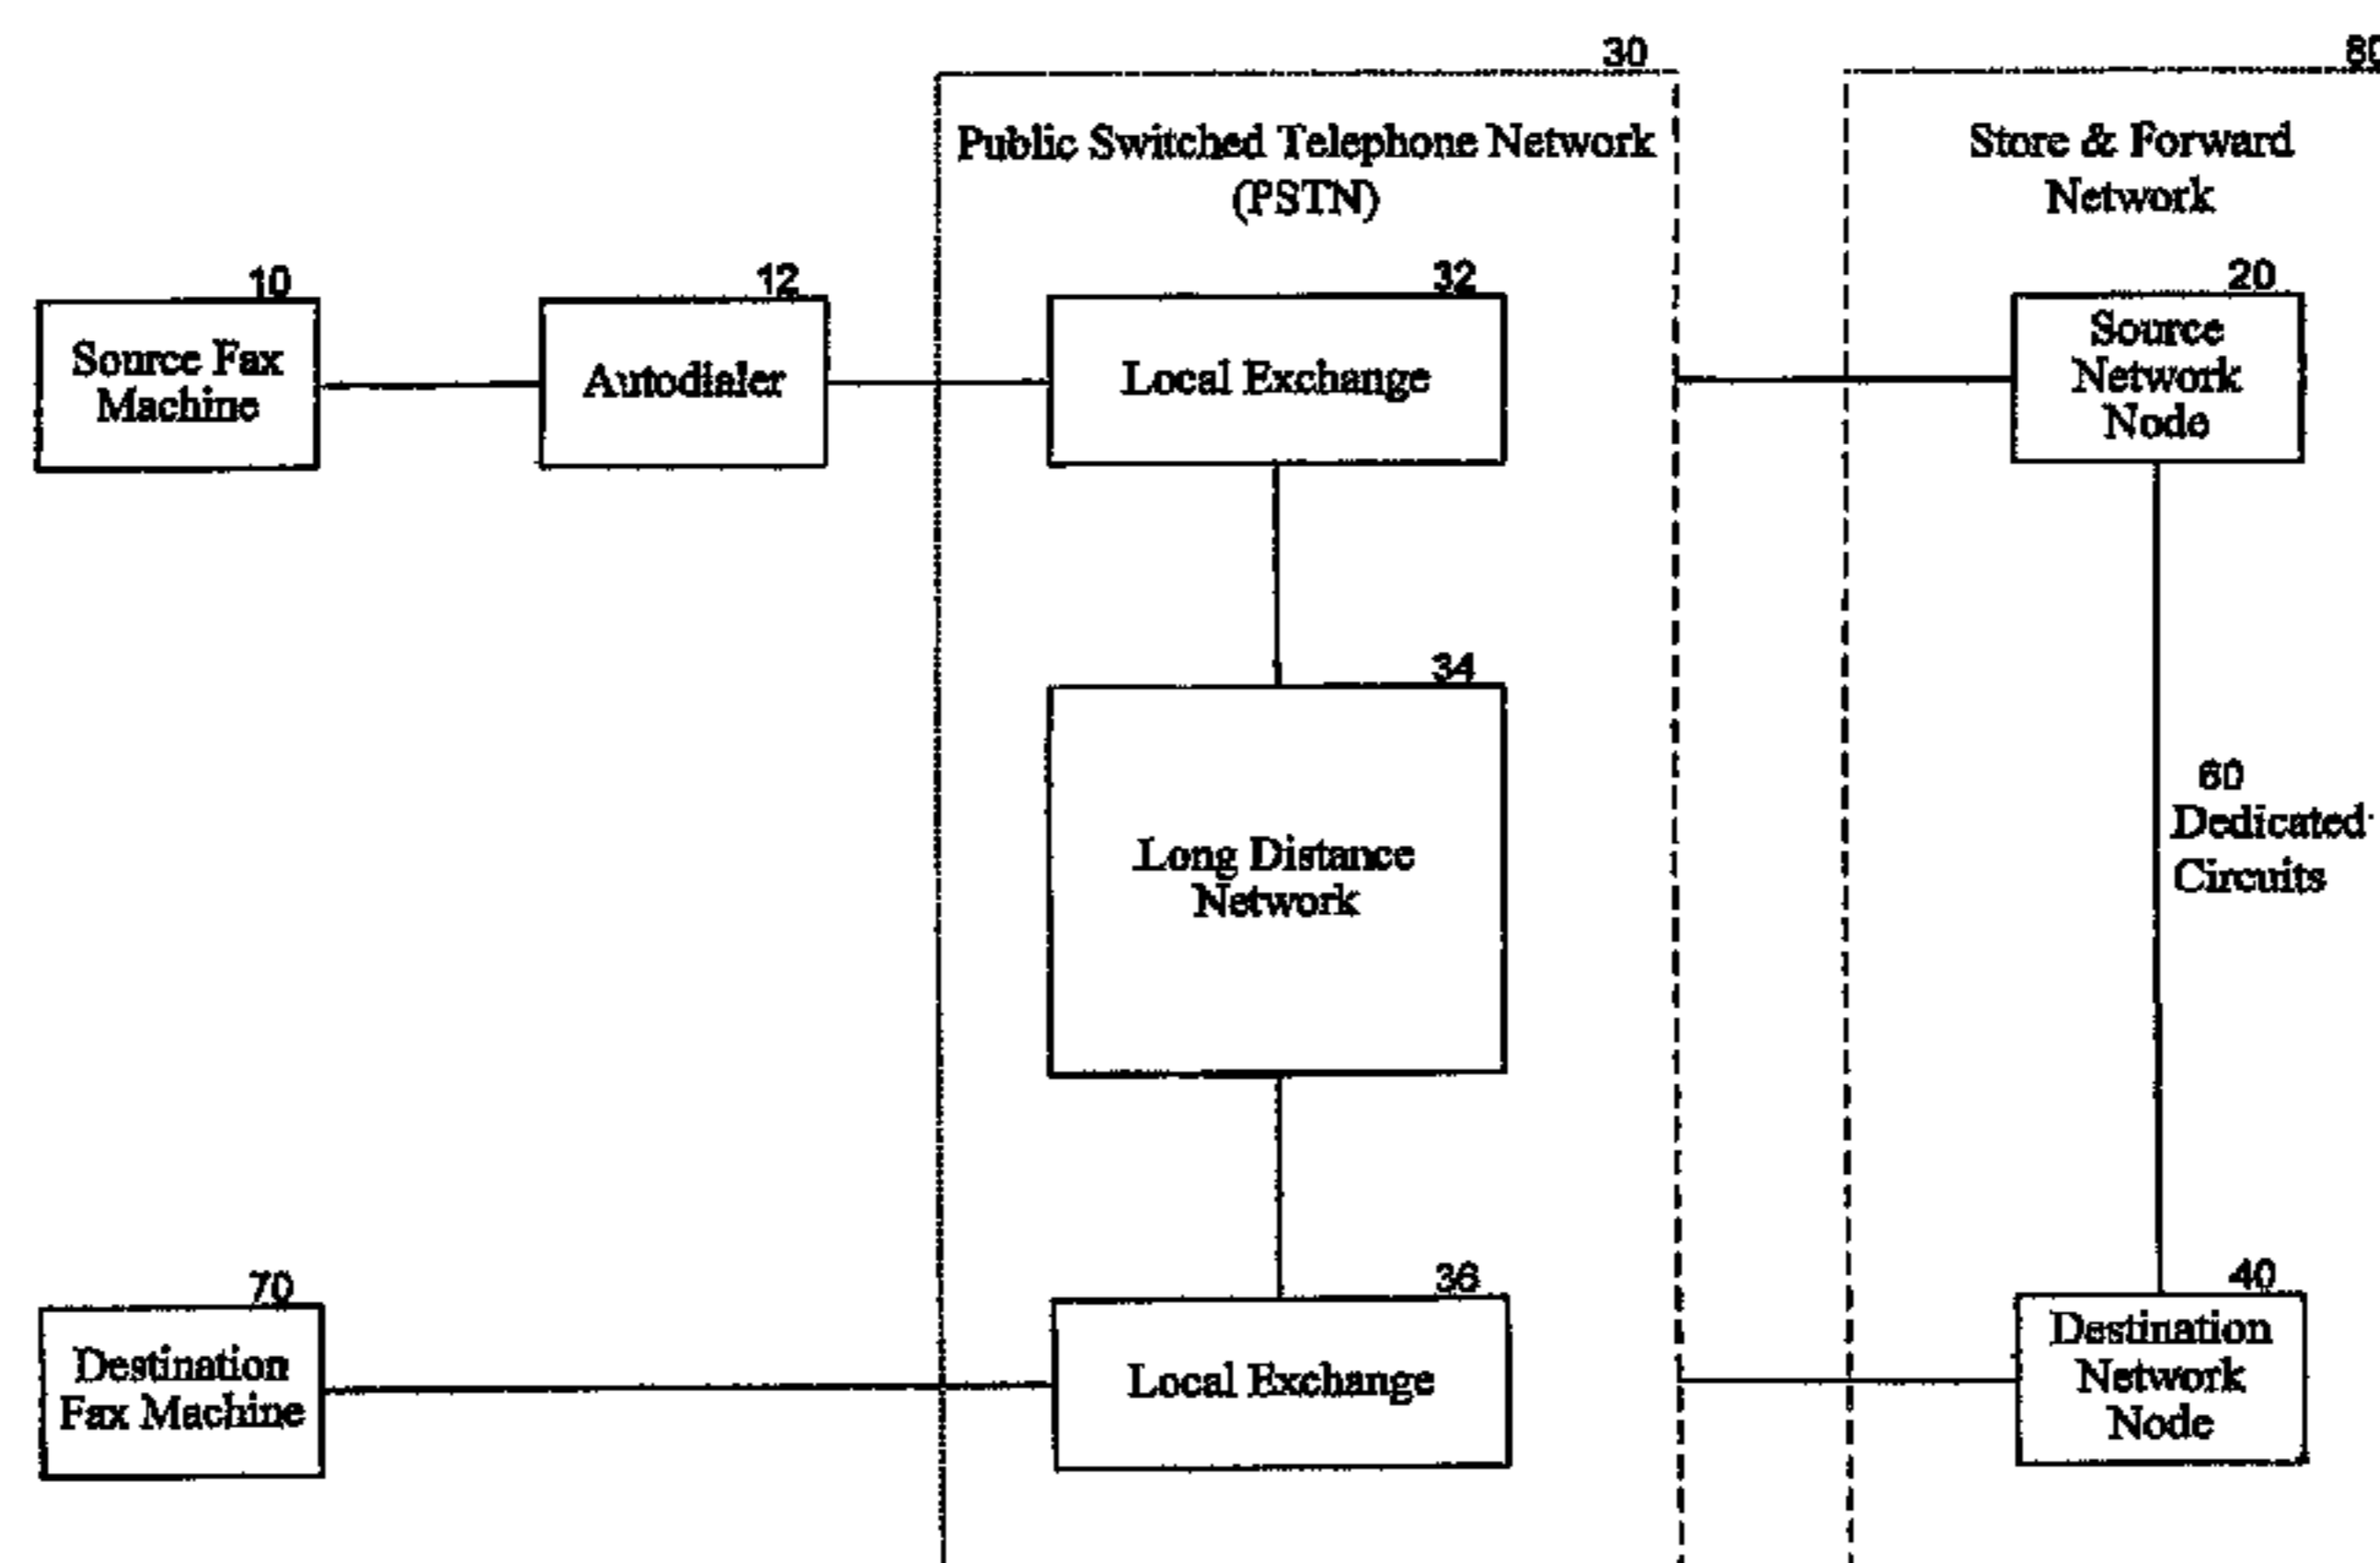 30
80
Public Switched Telephone Network
(PSTN)
Store & Forward
Network
10
Source Fax
Machine
12
Autodialer
32
Local Exchange
20
Source
Network
Node
34
Long Distance
Network
60
Dedicated
Circuits
70
Destination
Fax Machine
36
Local Exchange
40
Destination
Network
Node